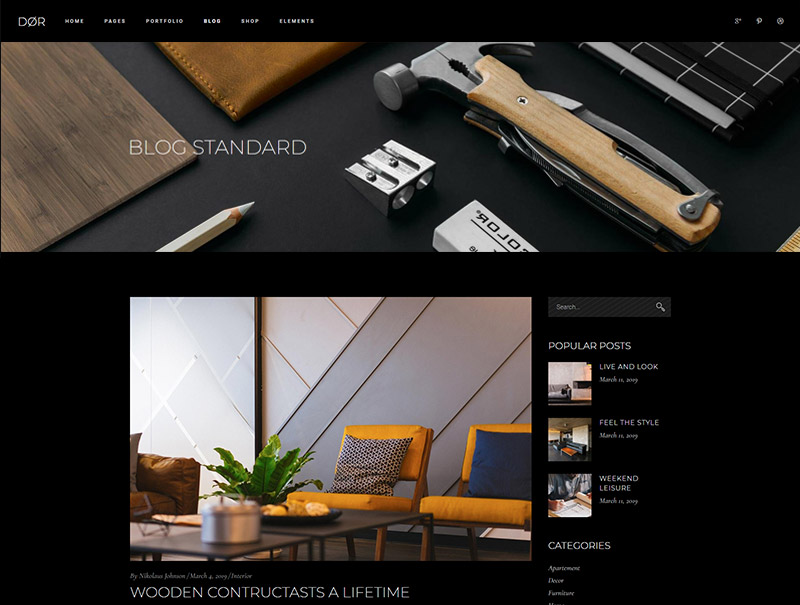 DØR
HOME PAGES PORTFOLIO BLOG SHOP ELEMENTS
BLOG STANDARD
COLOR
Search...
POPULAR POSTS
LIVE AND LOOK
March 11, 2019
FEEL THE STYLE
March 11, 2019
WEEKEND
LEISURE
March 11, 2019
CATEGORIES
Apartement
Decor
Furniture
By Nikolaus Johnson / March 4, 2019 / Interior
WOODEN CONTRUCTASTS A LIFETIME